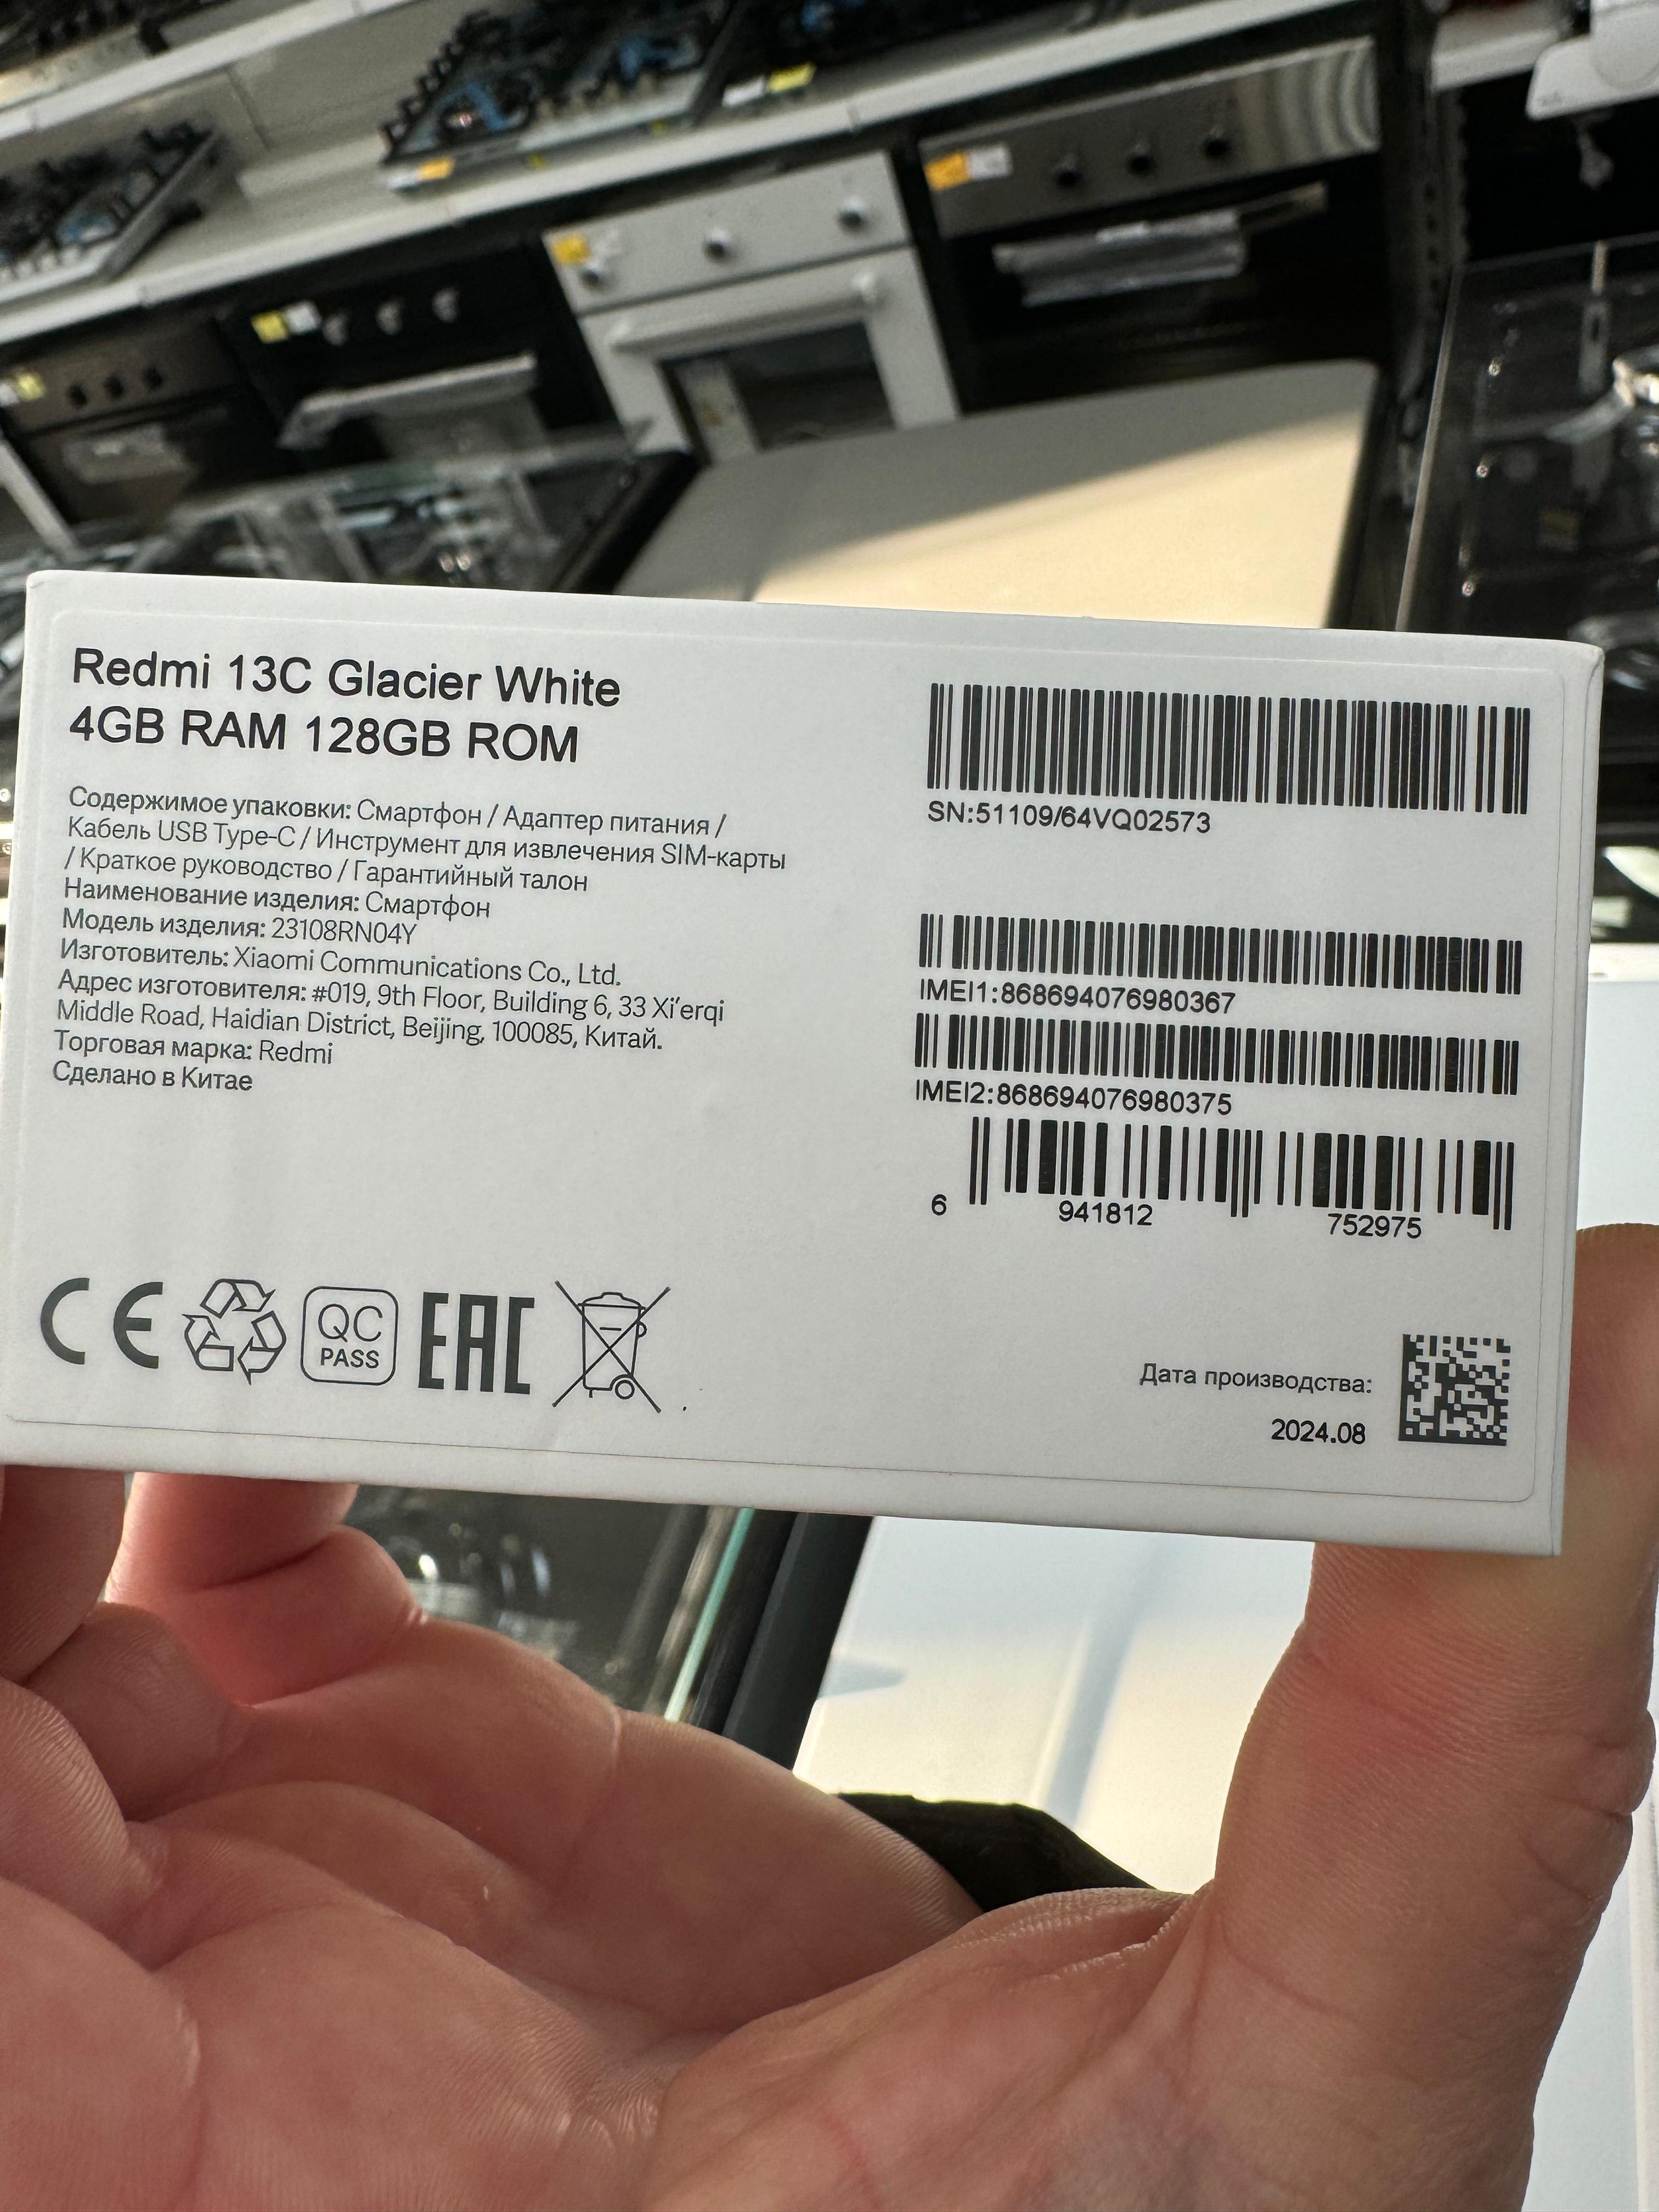 Redmi 13C Glacier White
4GB RAM 128GB ROM
Содержимое упаковки: Смартфон / Адаптер питания /
Кабель USB Type-C / Инструмент для извлечения SIM-карты
/ Краткое руководство / Гарантийный талон
Наименование изделия: Смартфон
Модель изделия: 23108RN04Y
Изготовитель: Xiaomi Communications Co., Ltd.
Адрес изготовителя: #019, 9th Floor, Building 6, 33 Xi'erqi
Middle Road, Haidian District, Beijing, 100085, Китай.
Торговая марка: Redmi
Сделано в Китае
SN:51109/64VQ02573
IMEI1:868694076980367
IMEI2:868694076980375
6 941812 752975
CE
QC
PASS
EAC
Дата производства:
2024.08